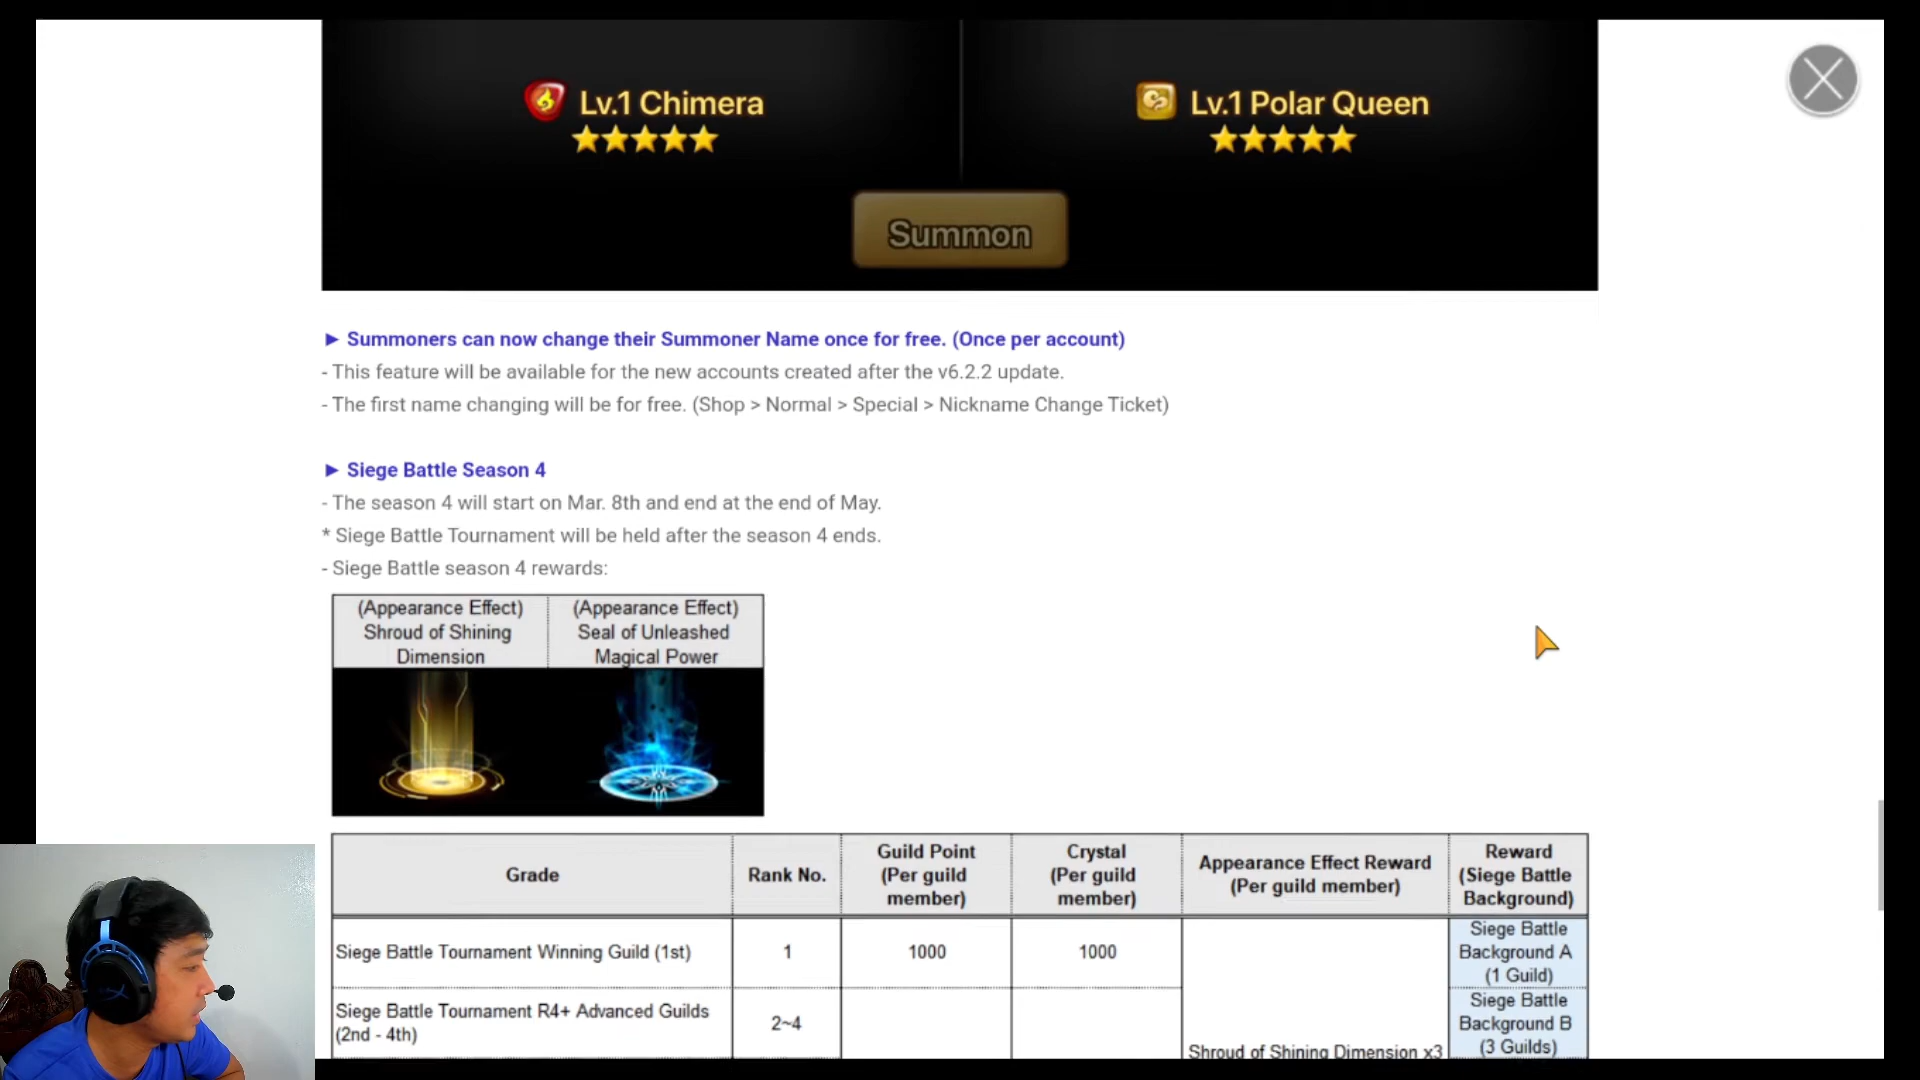 Lv.1 Chimera
Lv.1 Polar Queen
Summon
► Summoners can now change their Summoner Name once for free. (Once per account)
- This feature will be available for the new accounts created after the v6.2.2 update.
- The first name changing will be for free. (Shop > Normal > Special > Nickname Change Ticket)
► Siege Battle Season 4
- The season 4 will start on Mar. 8th and end at the end of May.
* Siege Battle Tournament will be held after the season 4 ends.
- Siege Battle season 4 rewards:
(Appearance Effect)
Shroud of Shining
Dimension
(Appearance Effect)
Seal of Unleashed
Magical Power
Grade
Rank No.
Guild Point
(Per guild
member)
Crystal
(Per guild
member)
Appearance Effect Reward
(Per guild member)
Reward
(Siege Battle
Background)
Siege Battle Tournament Winning Guild (1st)
1
1000
1000
Siege Battle
Background A
(1 Guild)
Siege Battle Tournament R4+ Advanced Guilds
(2nd - 4th)
2~4
Shroud of Shining Dimension x3
Siege Battle
Background B
(3 Guilds)